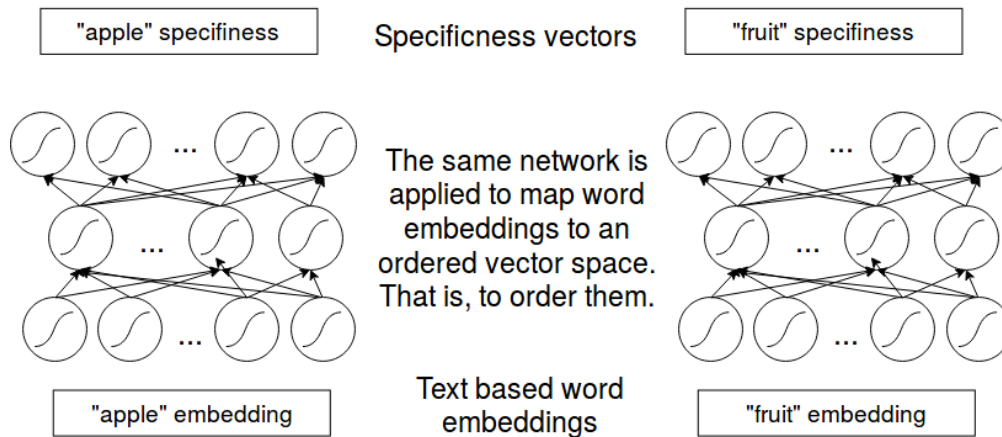 "apple" specifiness
Specificness vectors
"fruit" specifiness
...
...
The same network is
applied to map word
embeddings to an
ordered vector space.
That is, to order them.
...
...
...
...
"apple" embedding
Text based word
embeddings
"fruit" embedding